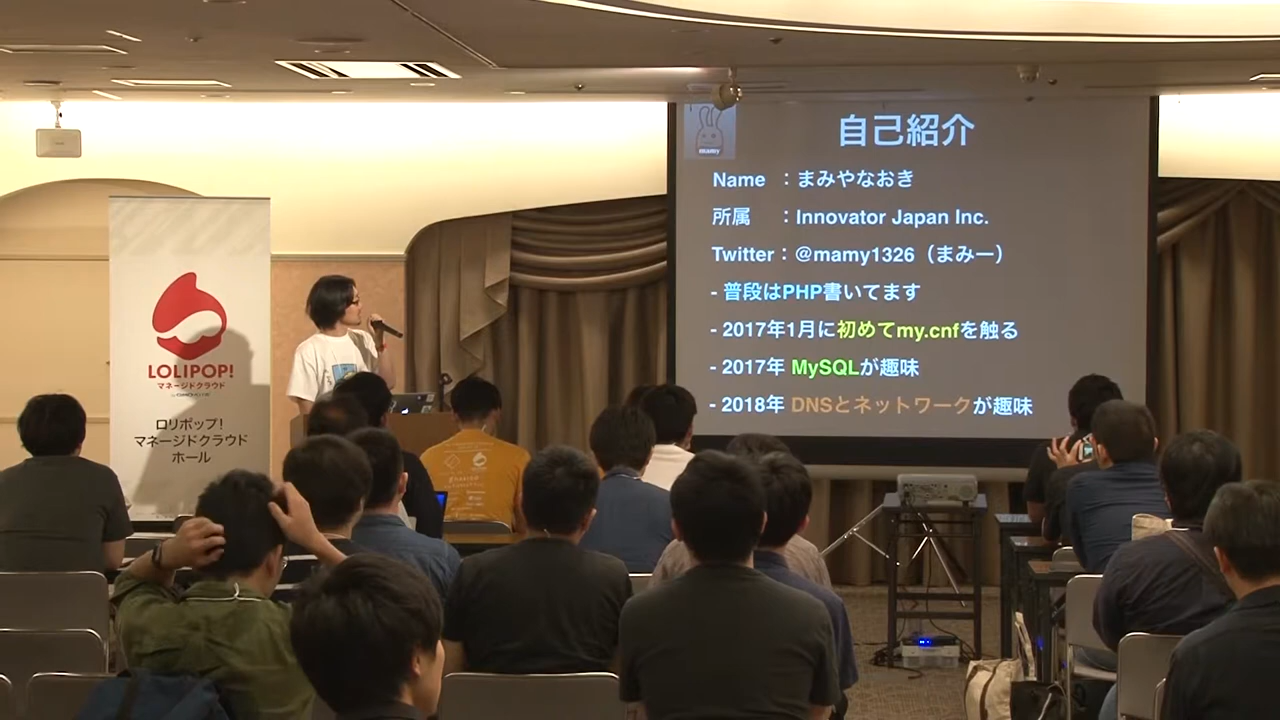 mamy
自己紹介
Name ：まみやなおき
所属 ：Innovator Japan Inc.
Twitter：@mamy1326（まみー）
- 普段はPHP書いてます
- 2017年1月に初めてmy.cnfを触る
- 2017年 MySQLが趣味
- 2018年 DNSとネットワークが趣味
LOLIPOP!
マネージドクラウド
ロリポップ！
マネージドクラウド
ホール